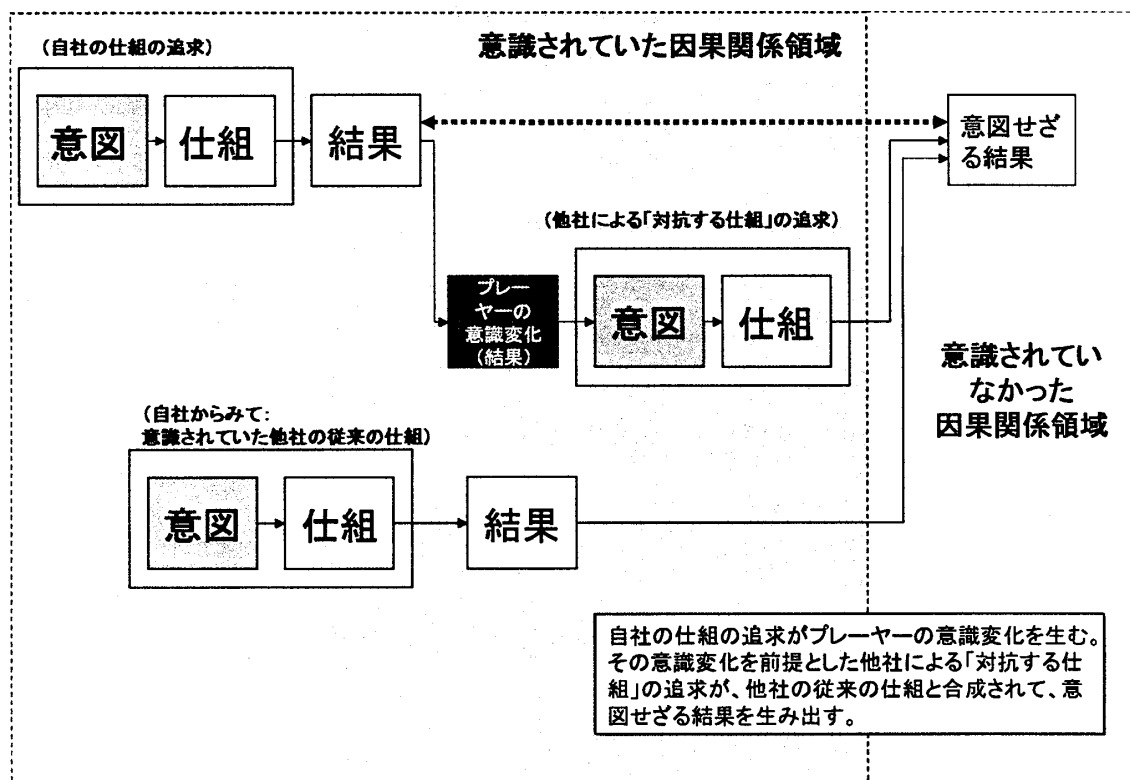 (自社の仕組の追求)
意識されていた因果関係領域
意図
仕組
結果
意図せざ
る結果
(他社による「対抗する仕組」の追求)
プレー
ヤーの
意識変化
(結果)
意図
仕組
意識されてい
なかった
因果関係領域
(自社からみて:
意識されていた他社の従来の仕組)
意図
仕組
結果
自社の仕組の追求がプレーヤーの意識変化を生む。
その意識変化を前提とした他社による「対抗する仕
組」の追求が、他社の従来の仕組と合成されて、意
図せざる結果を生み出す。